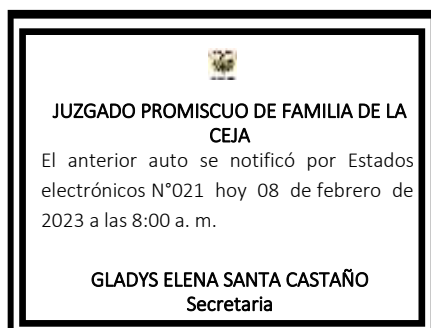 JUZGADO PROMISCUO DE FAMILIA DE LA
CEJA
El anterior auto se notificó por Estados
electrónicos N°021 hoy 08 de febrero de
2023 a las 8:00 a. m.
GLADYS ELENA SANTA CASTAÑO
Secretaria